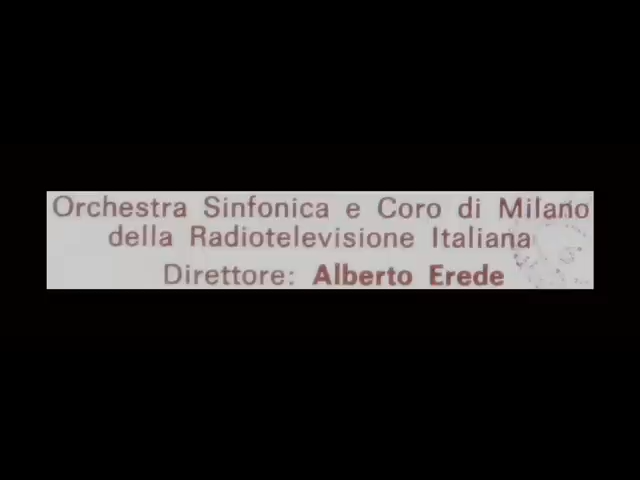 Orchestra Sinfonica e Coro di Milano
della Radiotelevisione Italiana
Direttore: Alberto Erede